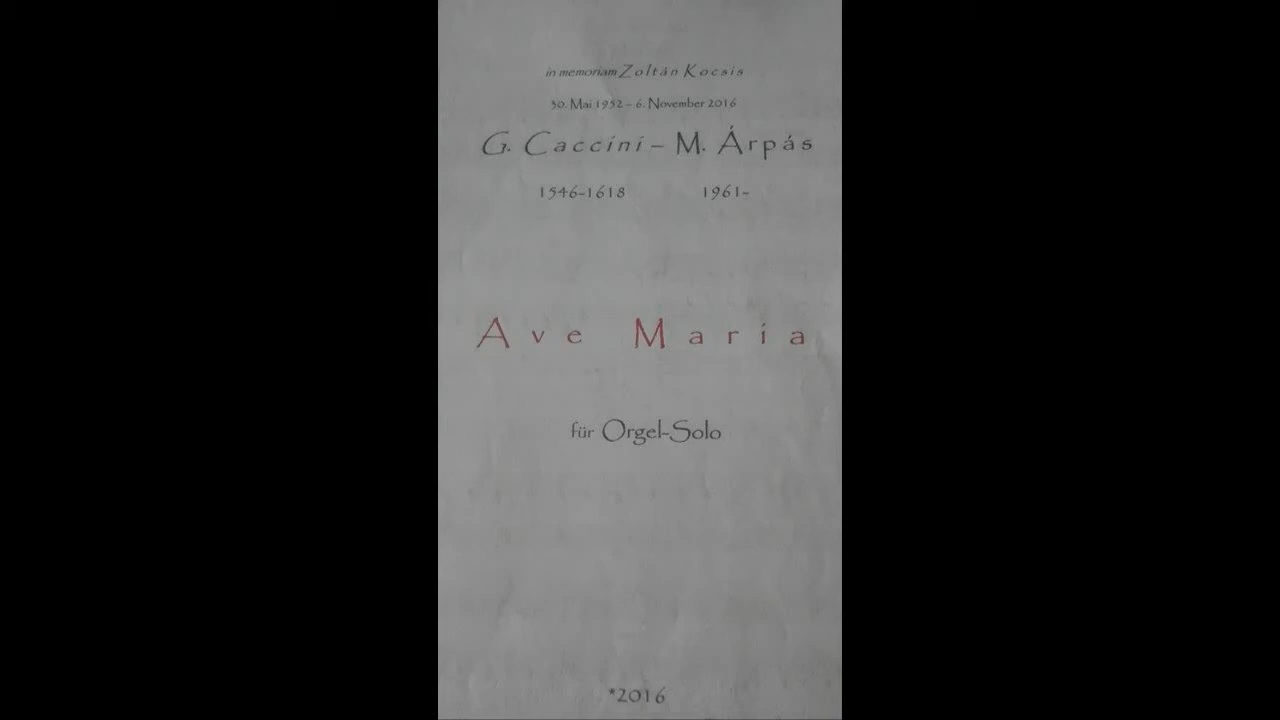 in memoriam Zoltán Kocsis
30. Mai 1952 – 6. November 2016
G. Caccini – M. Árpás
1546-1618 1961-
Ave Maria
für Orgel-Solo
*2016